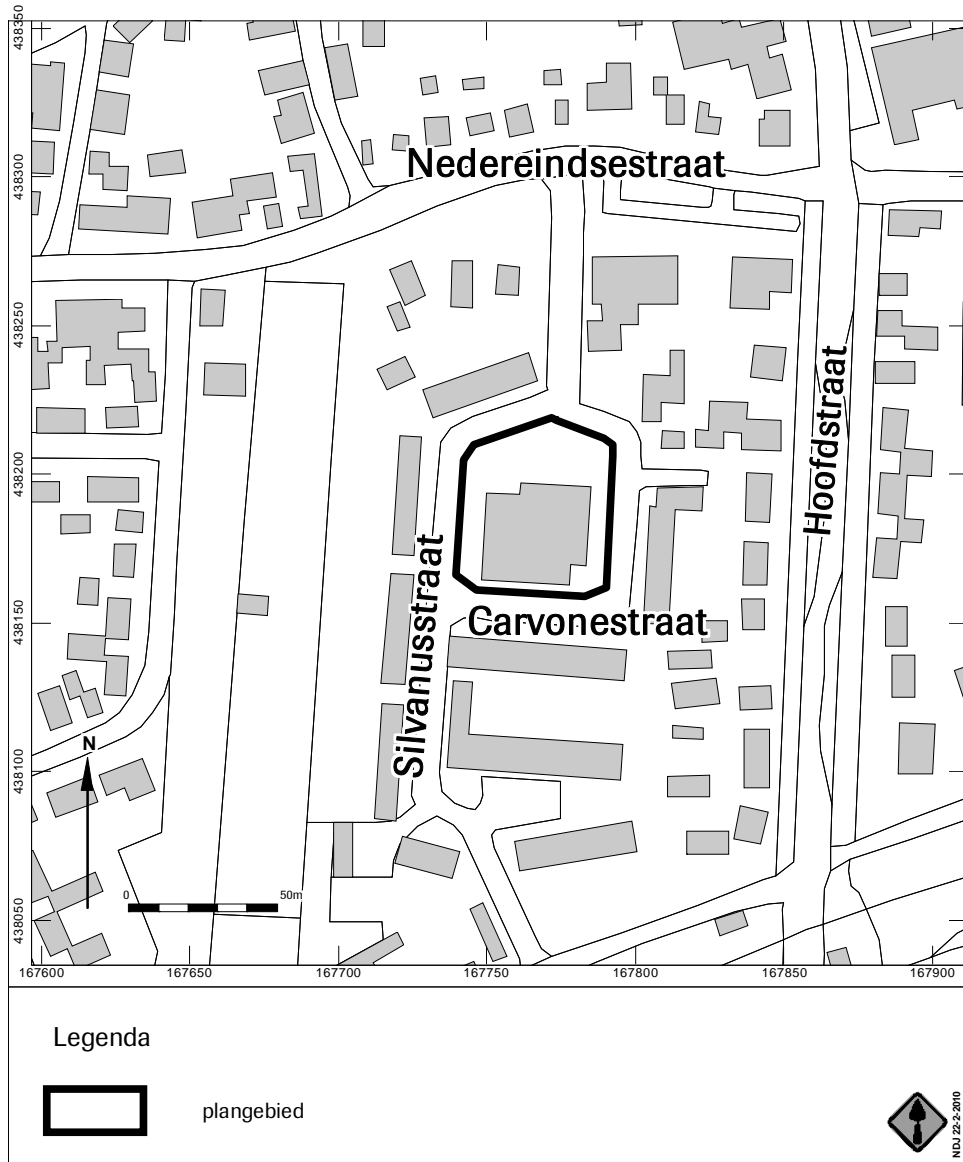 438350
Nedereindsestraat
438300
438250
Hoofdstraat
438200
Silvanusstraat
Carvonestraat
438150
N
438100
0 50m
438050
167600 167650 167700 167750 167800 167850 167900
Legenda
plangebied
NDJ 22-2-2010